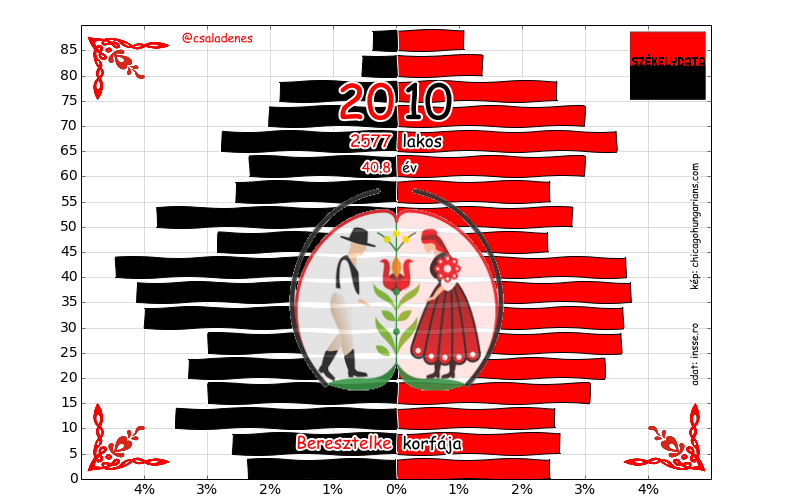 @csaladenes
SZÉKELYDATA
2010
2577 lakos
40.8 év
Beresztelke korfája
kép: chicagohungarians.com
adat: insse.ro
85
80
75
70
65
60
55
50
45
40
35
30
25
20
15
10
5
0
4% 3% 2% 1% 0% 1% 2% 3% 4%